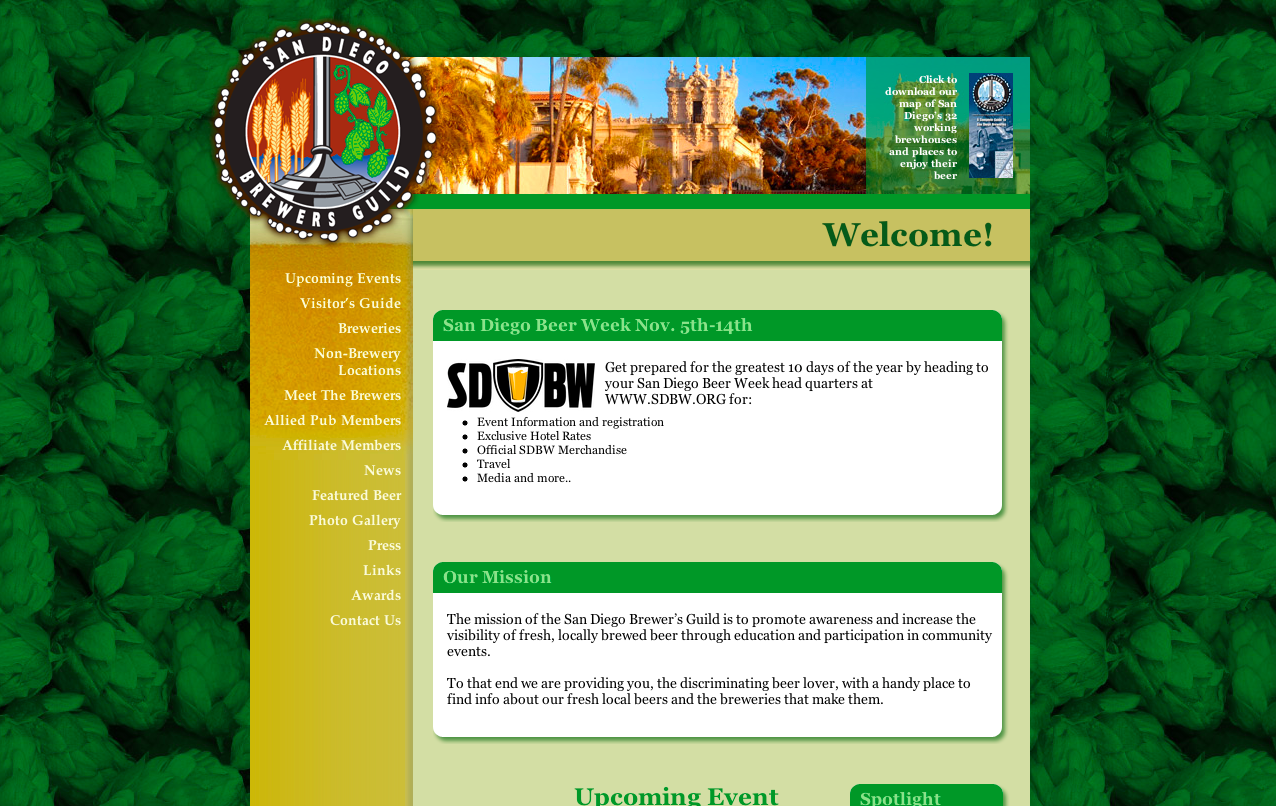 SAN DIEGO
BREWERS GUILD
Click to
download our
map of San
Diego's 32
working
brewhouses
and places to
enjoy their
beer
Welcome!
Upcoming Events
Visitor's Guide
Breweries
Non-Brewery
Locations
Meet The Brewers
Allied Pub Members
Affiliate Members
News
Featured Beer
Photo Gallery
Press
Links
Awards
Contact Us
San Diego Beer Week Nov. 5th-14th
SD BW
Get prepared for the greatest 10 days of the year by heading to
your San Diego Beer Week head quarters at
WWW.SDBW.ORG for:
Event Information and registration
Exclusive Hotel Rates
Official SDBW Merchandise
Travel
Media and more..
Our Mission
The mission of the San Diego Brewer's Guild is to promote awareness and increase the
visibility of fresh, locally brewed beer through education and participation in community
events.
To that end we are providing you, the discriminating beer lover, with a handy place to
find info about our fresh local beers and the breweries that make them.
Upcoming Event
Spotlight